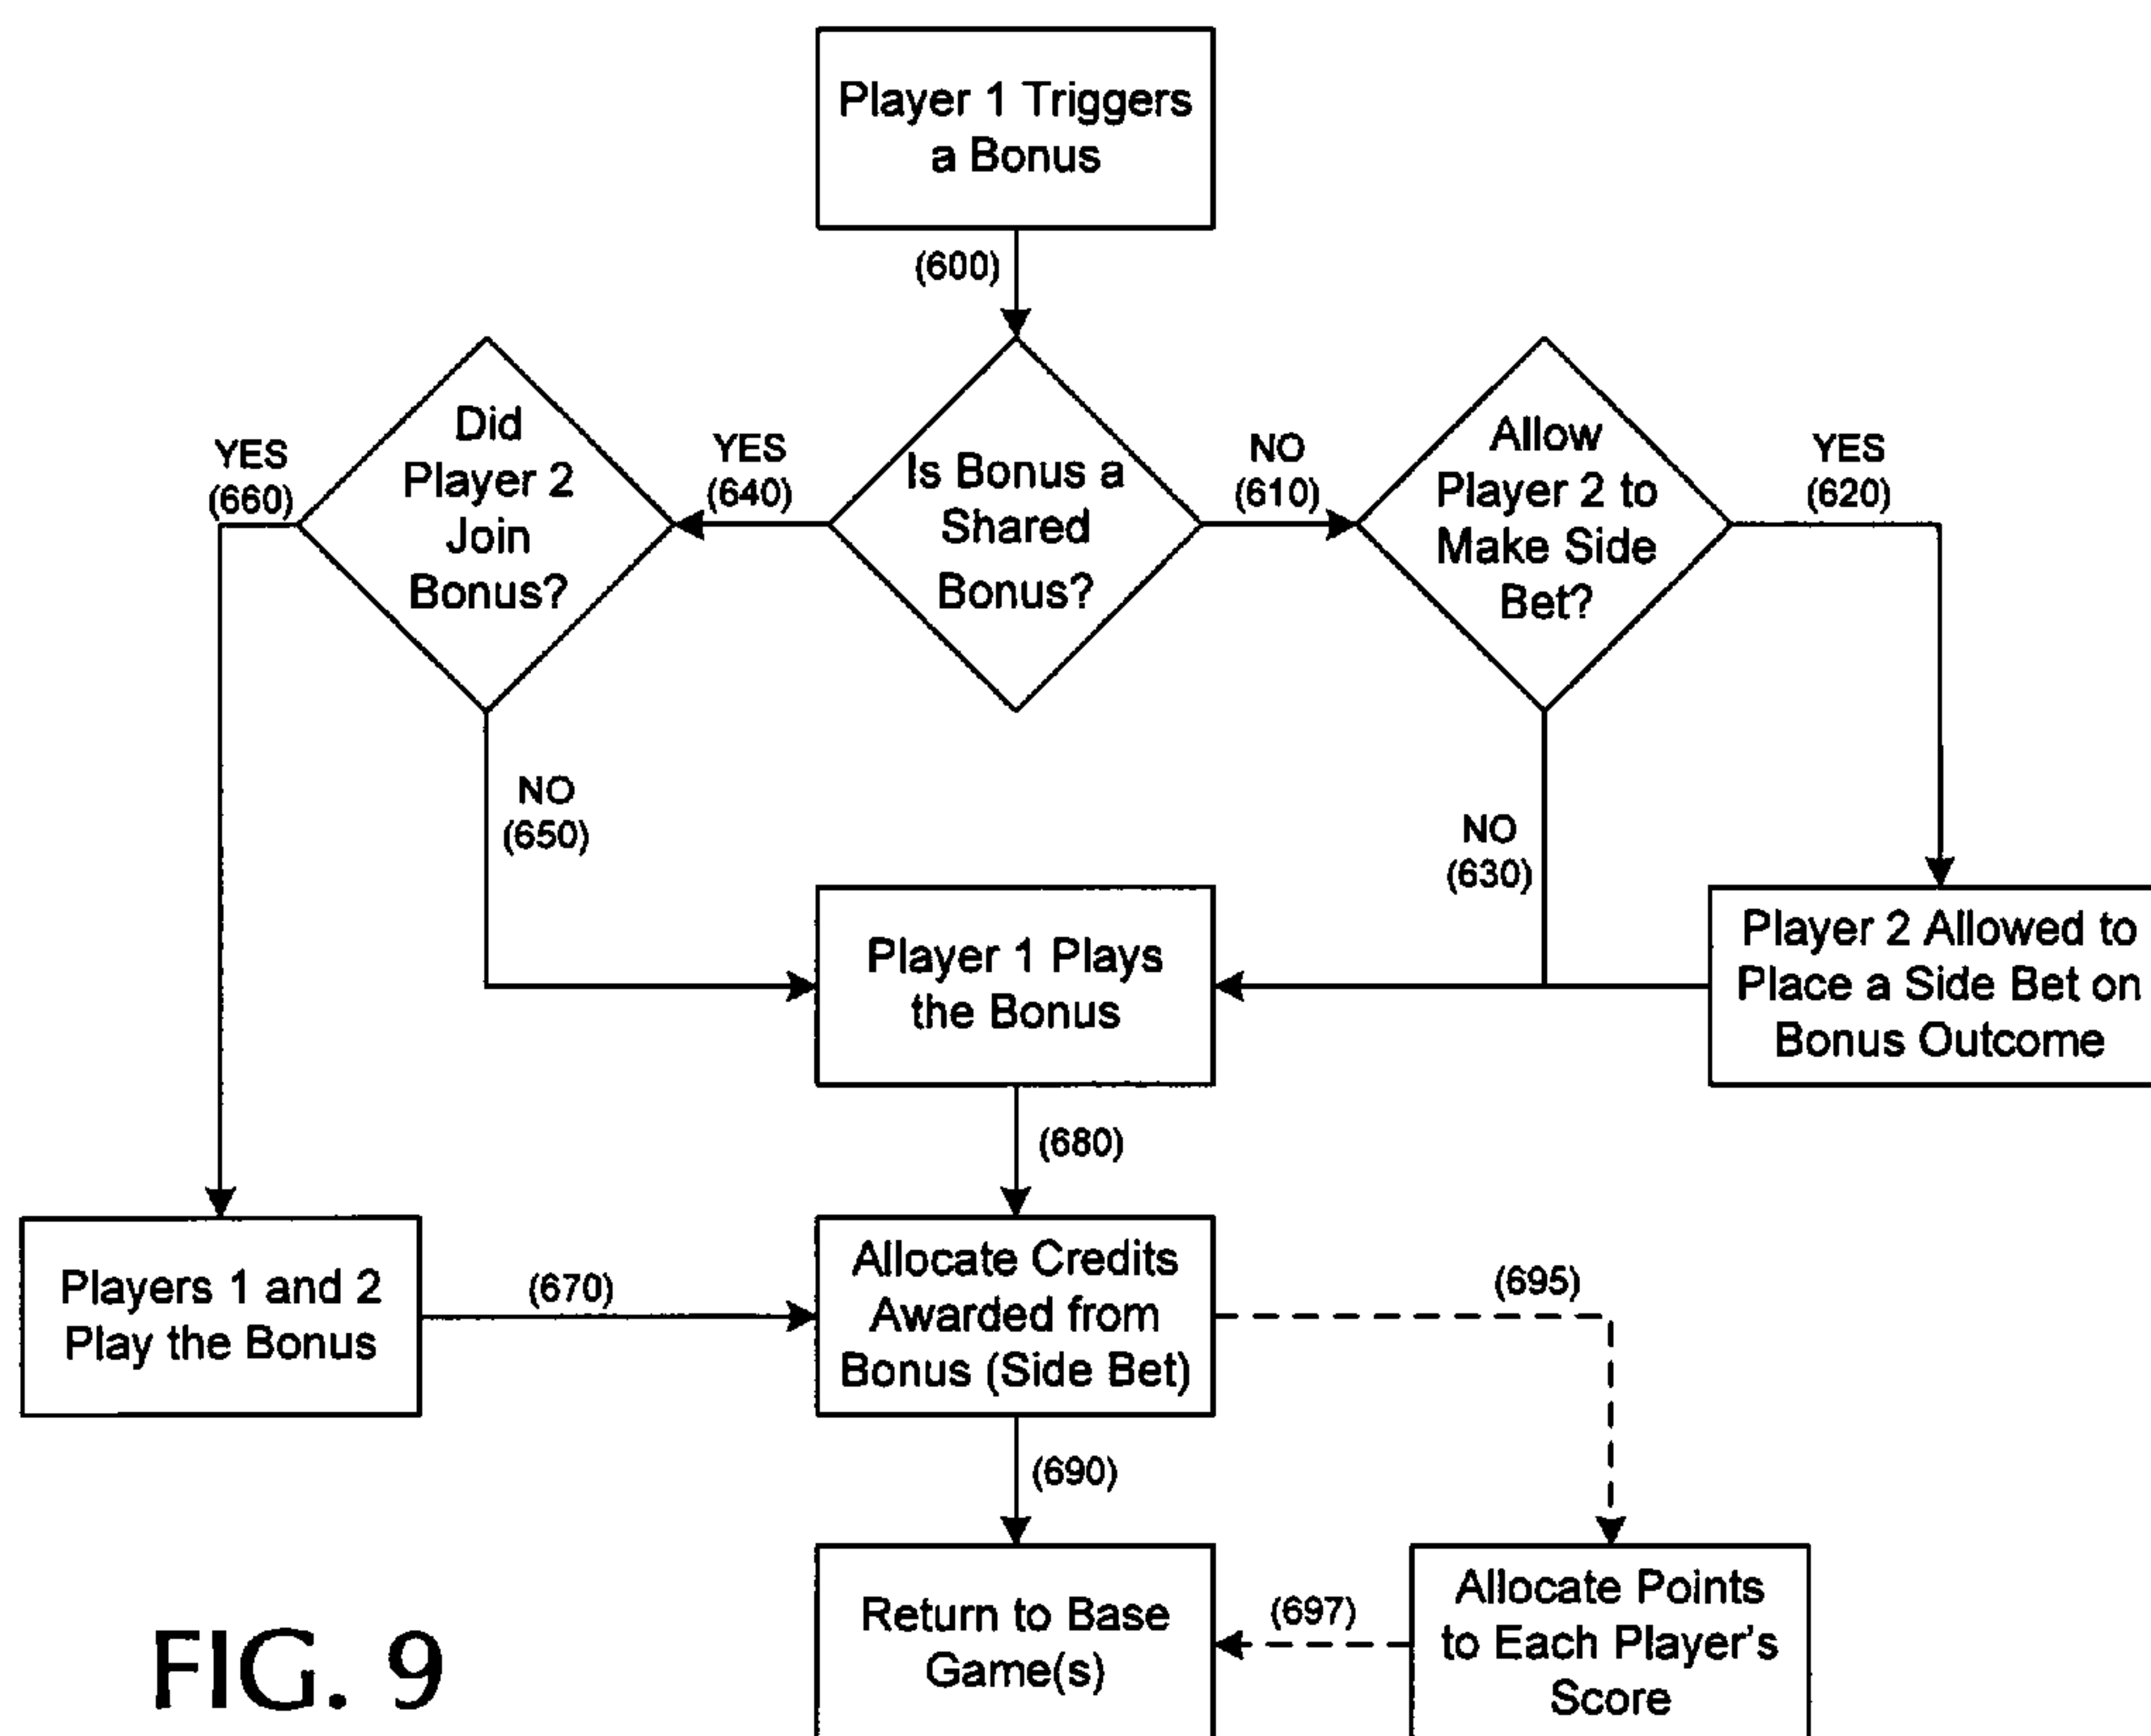 Player 1 Triggers
a Bonus
(600)
Did
Player 2
Join
Bonus?
YES
(660)
YES
(640)
Is Bonus a
Shared
Bonus?
NO
(610)
Allow
Player 2 to
Make Side
Bet?
YES
(620)
NO
(650)
NO
(630)
Player 1 Plays
the Bonus
Player 2 Allowed to
Place a Side Bet on
Bonus Outcome
(680)
Players 1 and 2
Play the Bonus
(670)
Allocate Credits
Awarded from
Bonus (Side Bet)
(695)
(690)
Return to Base
Game(s)
(697)
Allocate Points
to Each Player's
Score
FIG. 9